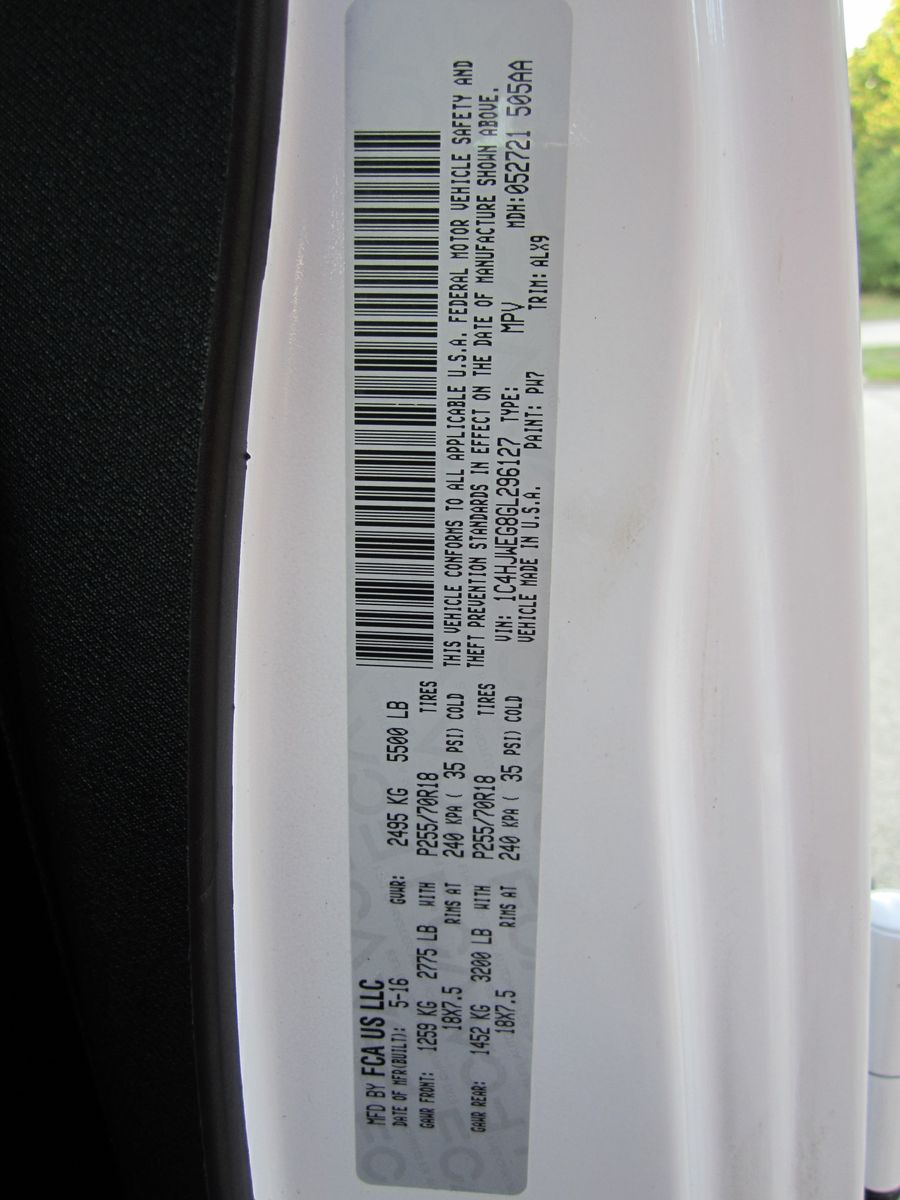 MFD BY FCA US LLC
DATE OF MFR(BUILT): 5-16 GVWR: 2495 KG 5500 LB
GAWR FRONT: 1259 KG 2775 LB WITH P255/70R18 TIRES
18X7.5 RIMS AT 240 KPA ( 35 PSI) COLD
GAWR REAR: 1452 KG 3200 LB WITH P255/70R18 TIRES
18X7.5 RIMS AT 240 KPA ( 35 PSI) COLD
THIS VEHICLE CONFORMS TO ALL APPLICABLE U.S.A. FEDERAL MOTOR VEHICLE SAFETY AND
THEFT PREVENTION STANDARDS IN EFFECT ON THE DATE OF MANUFACTURE SHOWN ABOVE.
VIN: 1C4HJWEG8GL296127 TYPE: MPV MDH:052721 505AA
VEHICLE MADE IN U.S.A. PAINT: PW7 TRIM: ALX9